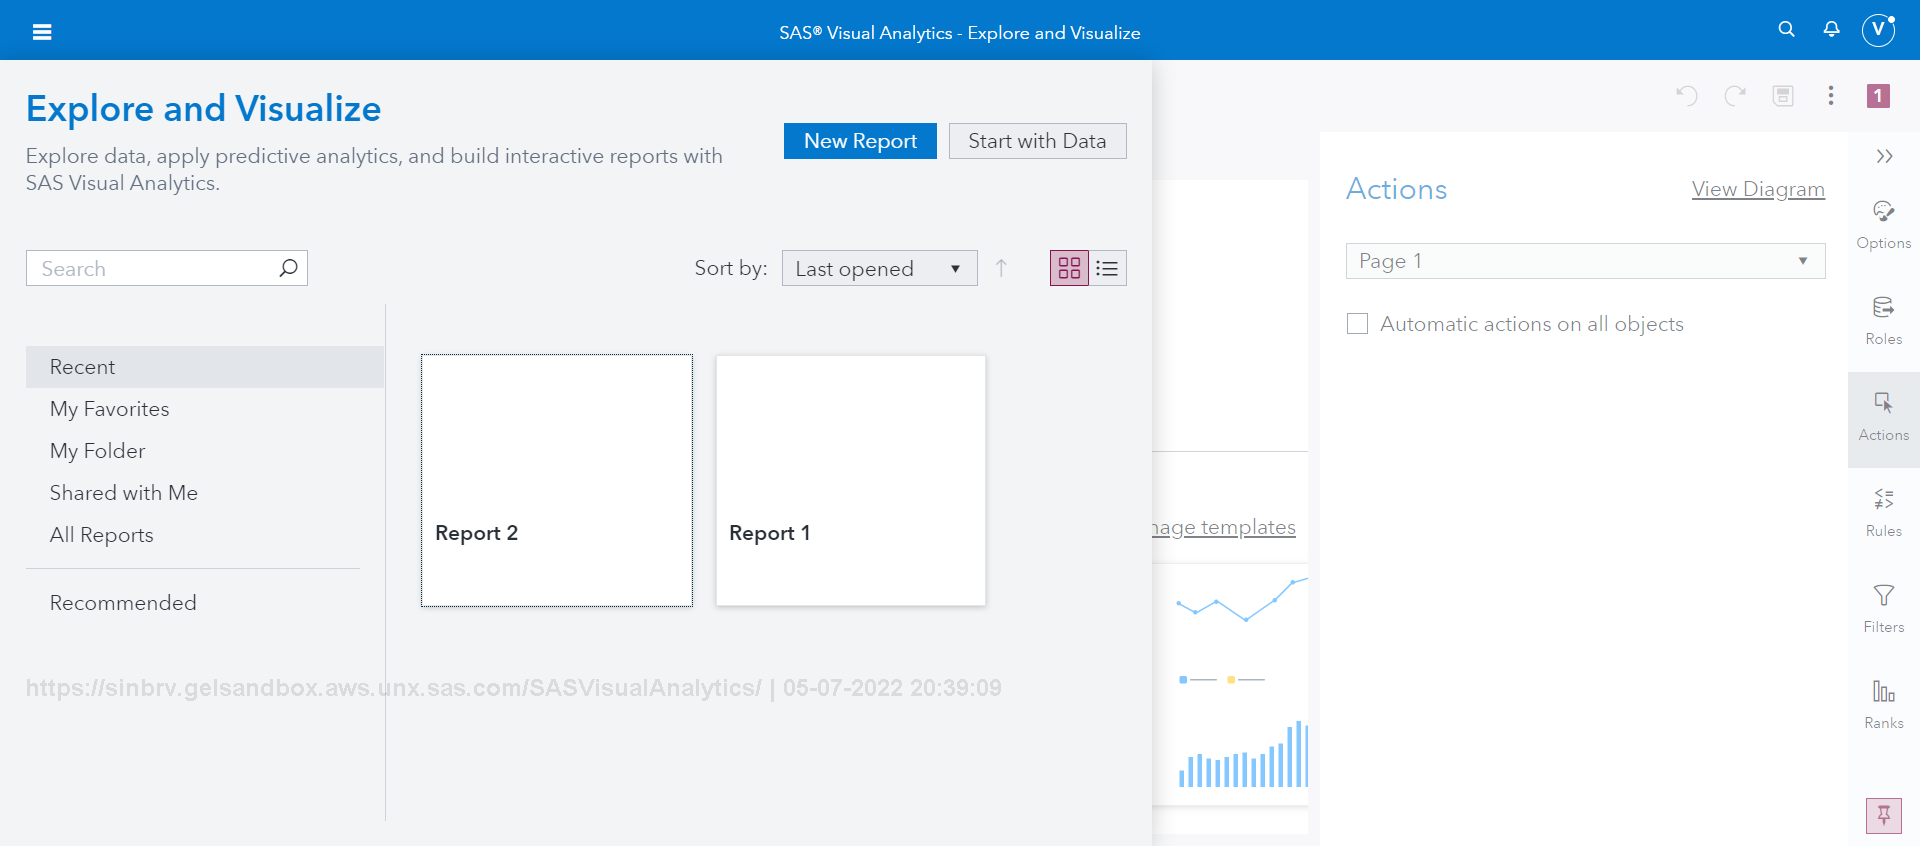 SAS® Visual Analytics - Explore and Visualize
V
Explore and Visualize
Explore data, apply predictive analytics, and build interactive reports with
SAS Visual Analytics.
New Report
Start with Data
Search
Sort by:
Last opened
Recent
My Favorites
My Folder
Shared with Me
All Reports
Recommended
Report 2
Report 1
https://sinbrv.gelsandbox.aws.unx.sas.com/SASVisualAnalytics/ | 05-07-2022 20:39:09
templates
1
Actions
View Diagram
Page 1
Automatic actions on all objects
Options
Roles
Actions
Rules
Filters
Ranks